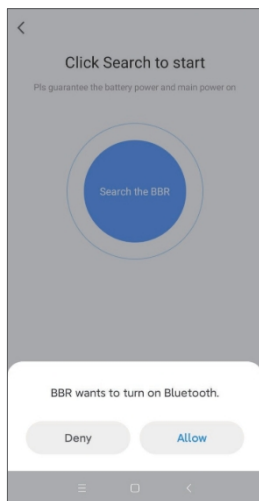 Click Search to start
Pls guarantee the battery power and main power on
Search the BBR
BBR wants to turn on Bluetooth.
Deny Allow